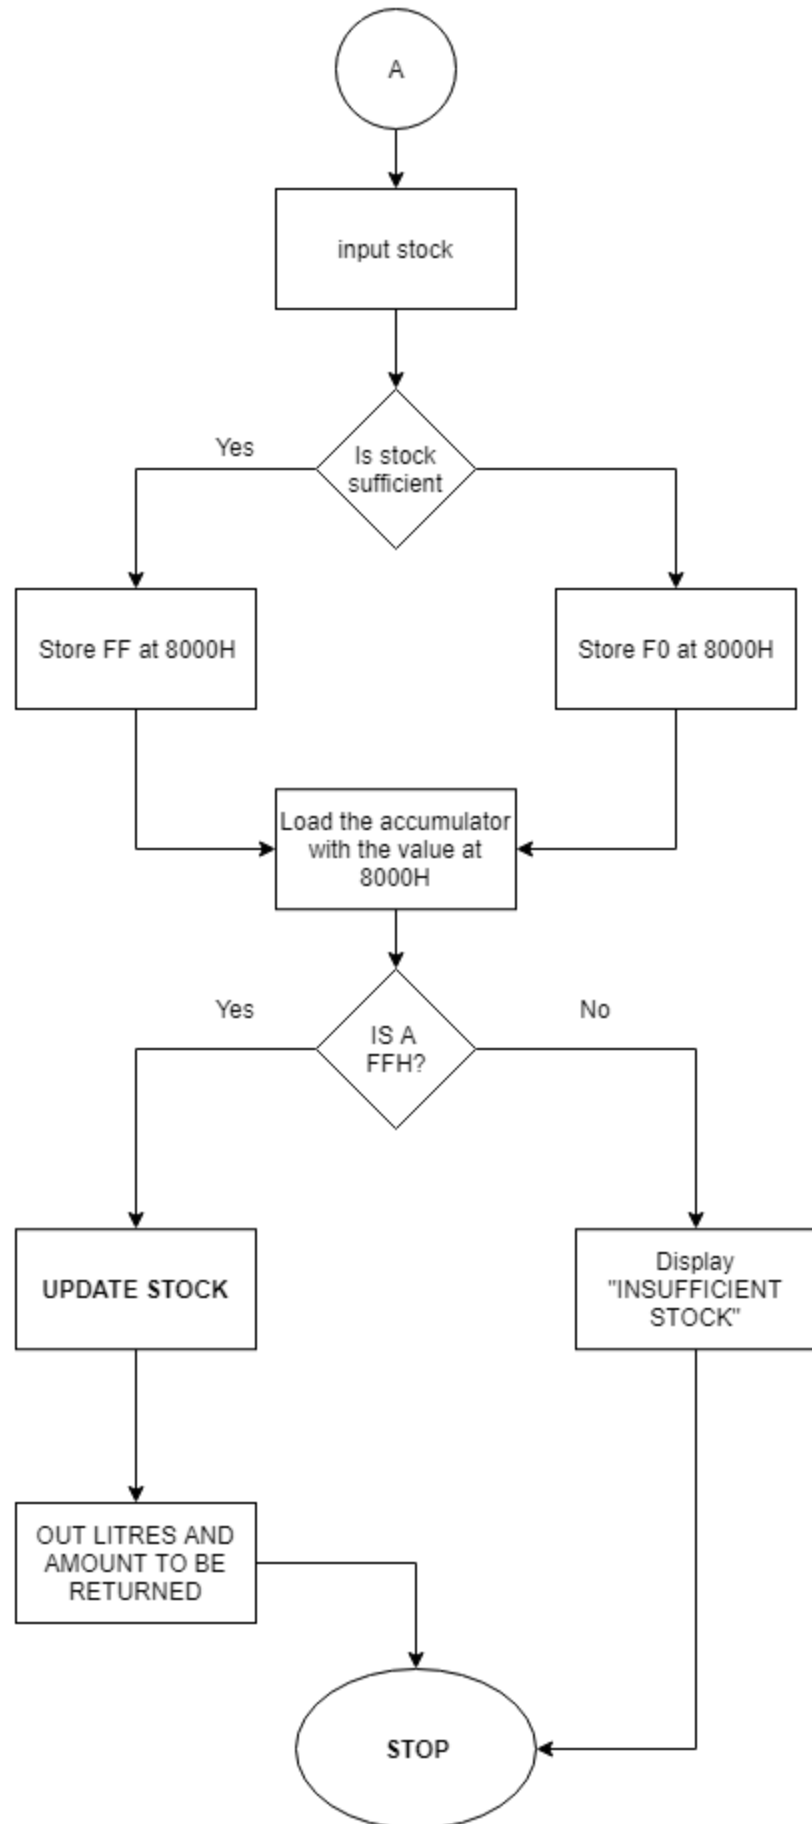 A
input stock
Yes
Is stock
sufficient
Store FF at 8000H
Store F0 at 8000H
Load the accumulator
with the value at
8000H
Yes
No
IS A
FFH?
UPDATE STOCK
Display
"INSUFFICIENT
STOCK"
OUT LITRES AND
AMOUNT TO BE
RETURNED
STOP